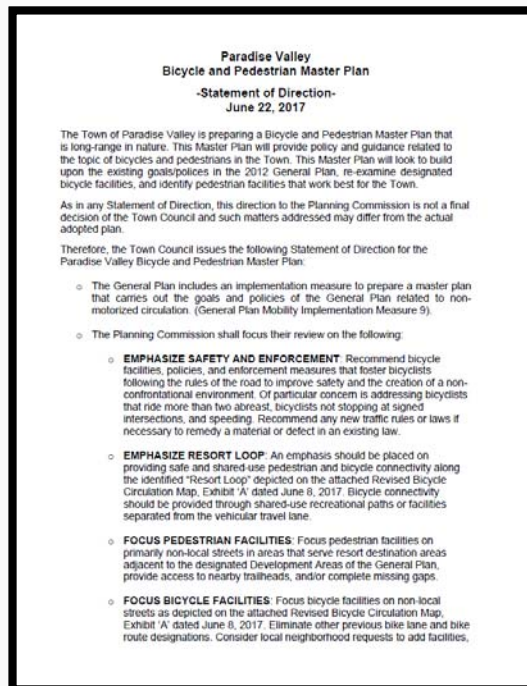 Paradise Valley
Bicycle and Pedestrian Master Plan
-Statement of Direction-
June 22, 2017
The Town of Paradise Valley is preparing a Bicycle and Pedestrian Master Plan that
is long-range in nature. This Master Plan will provide policy and guidance related to
the topic of bicycles and pedestrians in the Town. This Master Plan will look to build
upon the existing goals/polices in the 2012 General Plan, re-examine designated
bicycle facilities, and identify pedestrian facilities that work best for the Town.
As in any Statement of Direction, this direction to the Planning Commission is not a final
decision of the Town Council and such matters addressed may differ from the actual
adopted plan.
Therefore, the Town Council issues the following Statement of Direction for the
Paradise Valley Bicycle and Pedestrian Master Plan:
o The General Plan includes an implementation measure to prepare a master plan
that carries out the goals and policies of the General Plan related to non-
motorized circulation. (General Plan Mobility Implementation Measure 9).
o The Planning Commission shall focus their review on the following:
o EMPHASIZE SAFETY AND ENFORCEMENT: Recommend bicycle
facilities, policies, and enforcement measures that foster bicyclists
following the rules of the road to improve safety and the creation of a non-
confrontational environment. Of particular concern is addressing bicyclists
that ride more than two abreast, bicyclists not stopping at signed
intersections, and speeding. Recommend any new traffic rules or laws if
necessary to remedy a material or defect in an existing law.
o EMPHASIZE RESORT LOOP: An emphasis should be placed on
providing safe and shared-use pedestrian and bicycle connectivity along
the identified "Resort Loop" depicted on the attached Revised Bicycle
Circulation Map, Exhibit 'A' dated June 8, 2017. Bicycle connectivity
should be provided through shared-use recreational paths or facilities
separated from the vehicular travel lane.
o FOCUS PEDESTRIAN FACILITIES: Focus pedestrian facilities on
primarily non-local streets in areas that serve resort destination areas
adjacent to the designated Development Areas of the General Plan,
provide access to nearby trailheads, and/or complete missing gaps.
o FOCUS BICYCLE FACILITIES: Focus bicycle facilities on non-local
streets as depicted on the attached Revised Bicycle Circulation Map,
Exhibit 'A' dated June 8, 2017. Eliminate other previous bike lane and bike
route designations. Consider local neighborhood requests to add facilities,